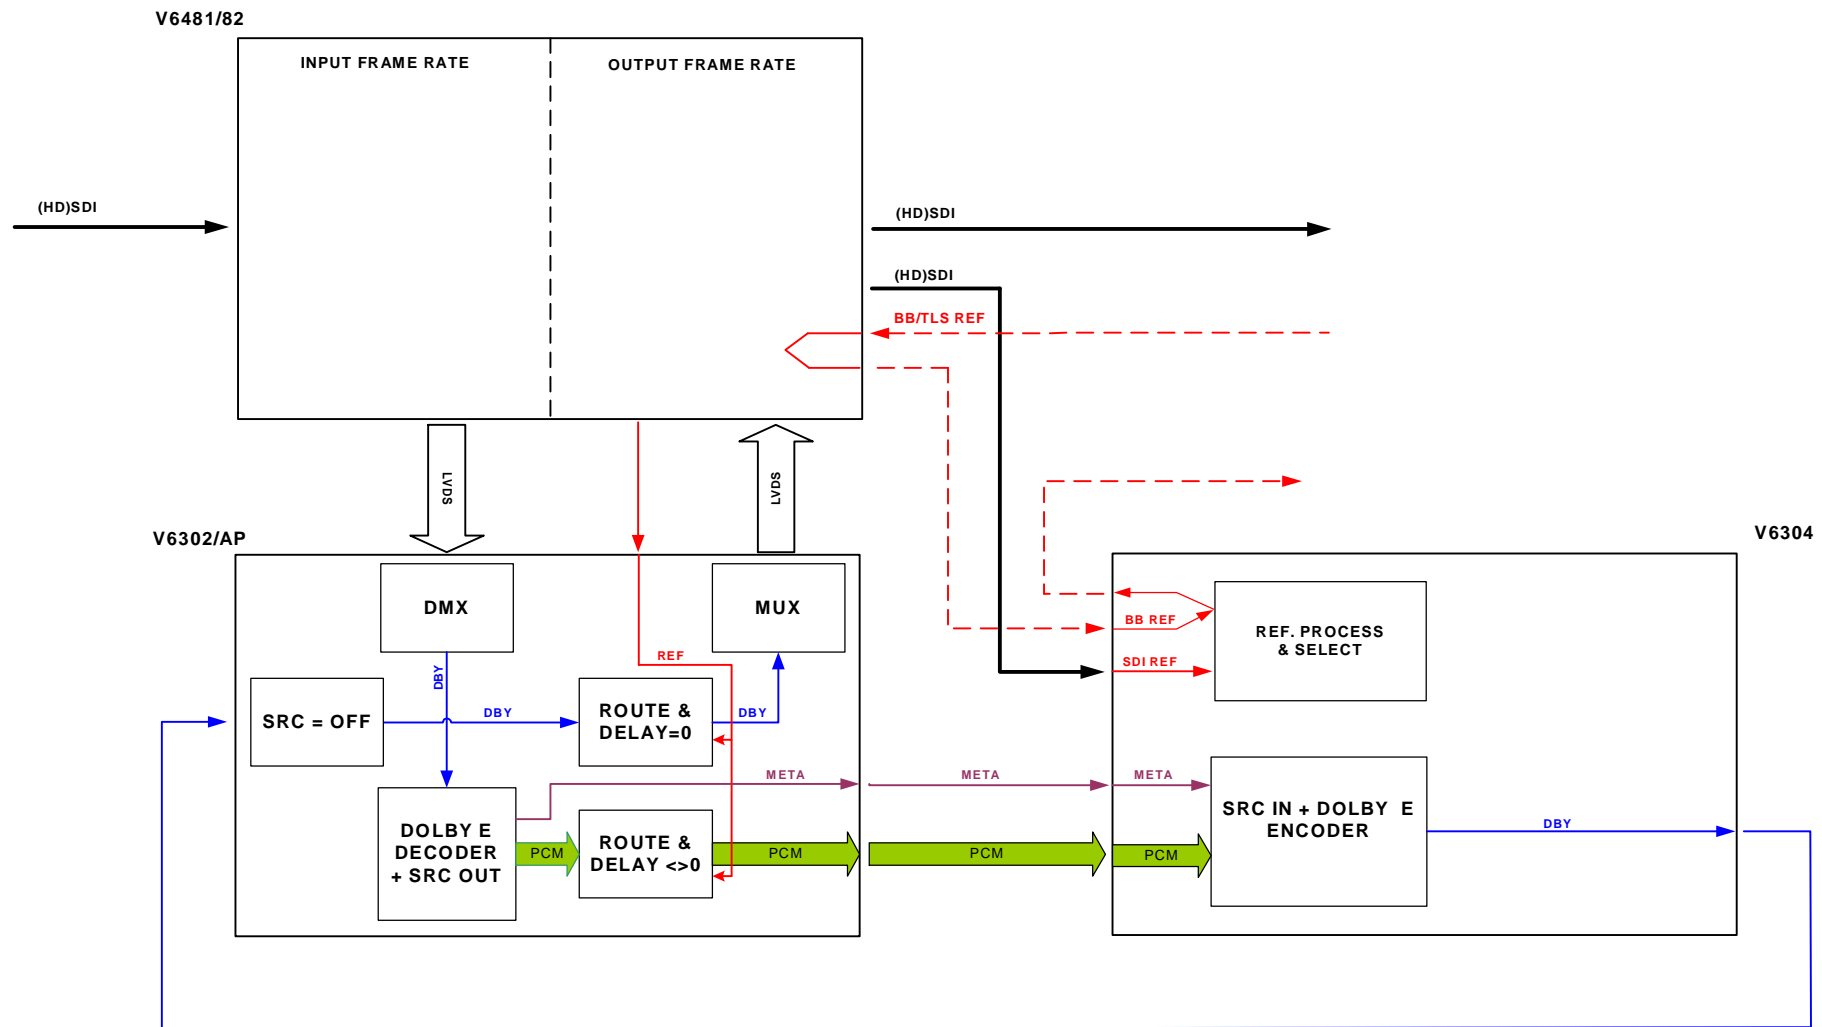 V6481/82
INPUT FRAME RATE
OUTPUT FRAME RATE
(HD)SDI
(HD)SDI
(HD)SDI
BB/TLS REF
LVDS
LVDS
V6302/AP
V6304
DMX
MUX
REF. PROCESS
& SELECT
BB REF
SDI REF
REF
DBY
SRC = OFF
DBY
ROUTE &
DELAY=0
DBY
META
META
META
DOLBY E
DECODER
+ SRC OUT
PCM
ROUTE &
DELAY <>0
PCM
PCM
PCM
SRC IN + DOLBY E
ENCODER
DBY